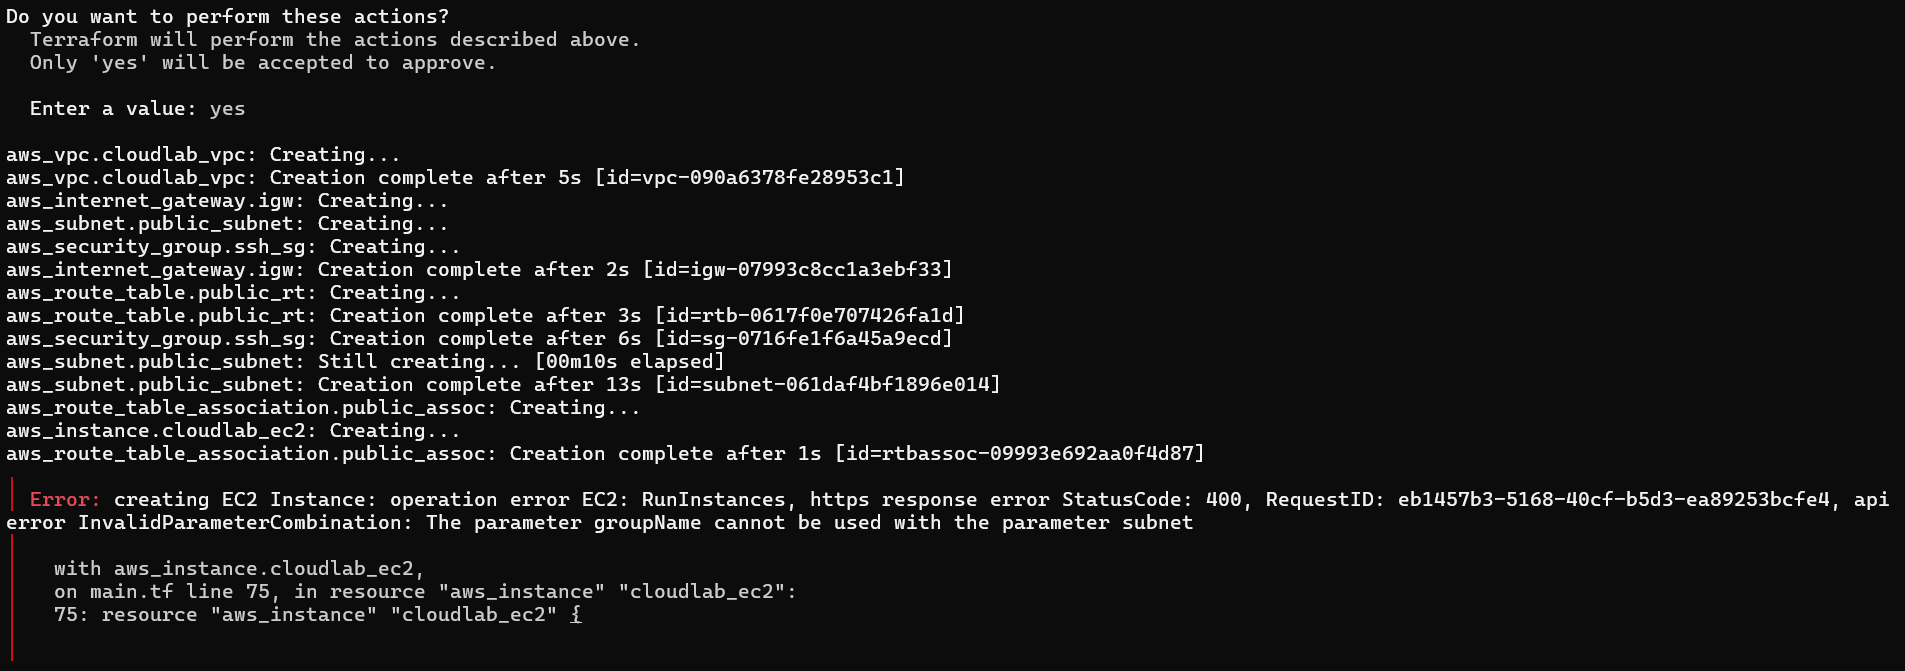 Do you want to perform these actions?
  Terraform will perform the actions described above.
  Only 'yes' will be accepted to approve.

  Enter a value: yes

aws_vpc.cloudlab_vpc: Creating...
aws_vpc.cloudlab_vpc: Creation complete after 5s [id=vpc-090a6378fe28953c1]
aws_internet_gateway.igw: Creating...
aws_subnet.public_subnet: Creating...
aws_security_group.ssh_sg: Creating...
aws_internet_gateway.igw: Creation complete after 2s [id=igw-07993c8cc1a3ebf33]
aws_route_table.public_rt: Creating...
aws_route_table.public_rt: Creation complete after 3s [id=rtb-0617f0e707426fa1d]
aws_security_group.ssh_sg: Creation complete after 6s [id=sg-0716fe1f6a45a9ecd]
aws_subnet.public_subnet: Still creating... [00m10s elapsed]
aws_subnet.public_subnet: Creation complete after 13s [id=subnet-061daf4bf1896e014]
aws_route_table_association.public_assoc: Creating...
aws_instance.cloudlab_ec2: Creating...
aws_route_table_association.public_assoc: Creation complete after 1s [id=rtbassoc-09993e692aa0f4d87]

  Error: creating EC2 Instance: operation error EC2: RunInstances, https response error StatusCode: 400, RequestID: eb1457b3-5168-40cf-b5d3-ea89253bcfe4, api
error InvalidParameterCombination: The parameter groupName cannot be used with the parameter subnet

    with aws_instance.cloudlab_ec2,
    on main.tf line 75, in resource "aws_instance" "cloudlab_ec2":
    75: resource "aws_instance" "cloudlab_ec2" {